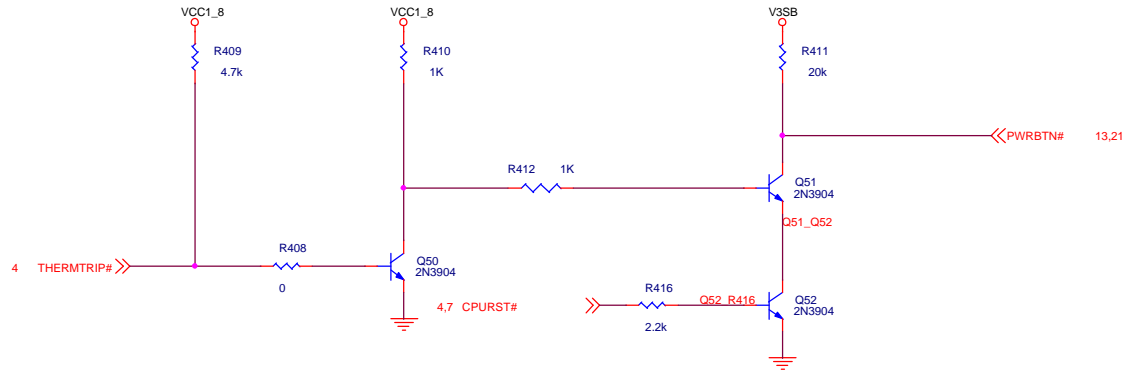 VCC1_8
VCC1_8
V3SB
R409
4.7k
R410
1K
R411
20k
PWRBTN# 13,21
R412 1K
Q51
2N3904
Q51_Q52
R408
0
4 THERMTRIP#
Q50
2N3904
R416
2.2k
Q52_R416
Q52
2N3904
4,7 CPURST#